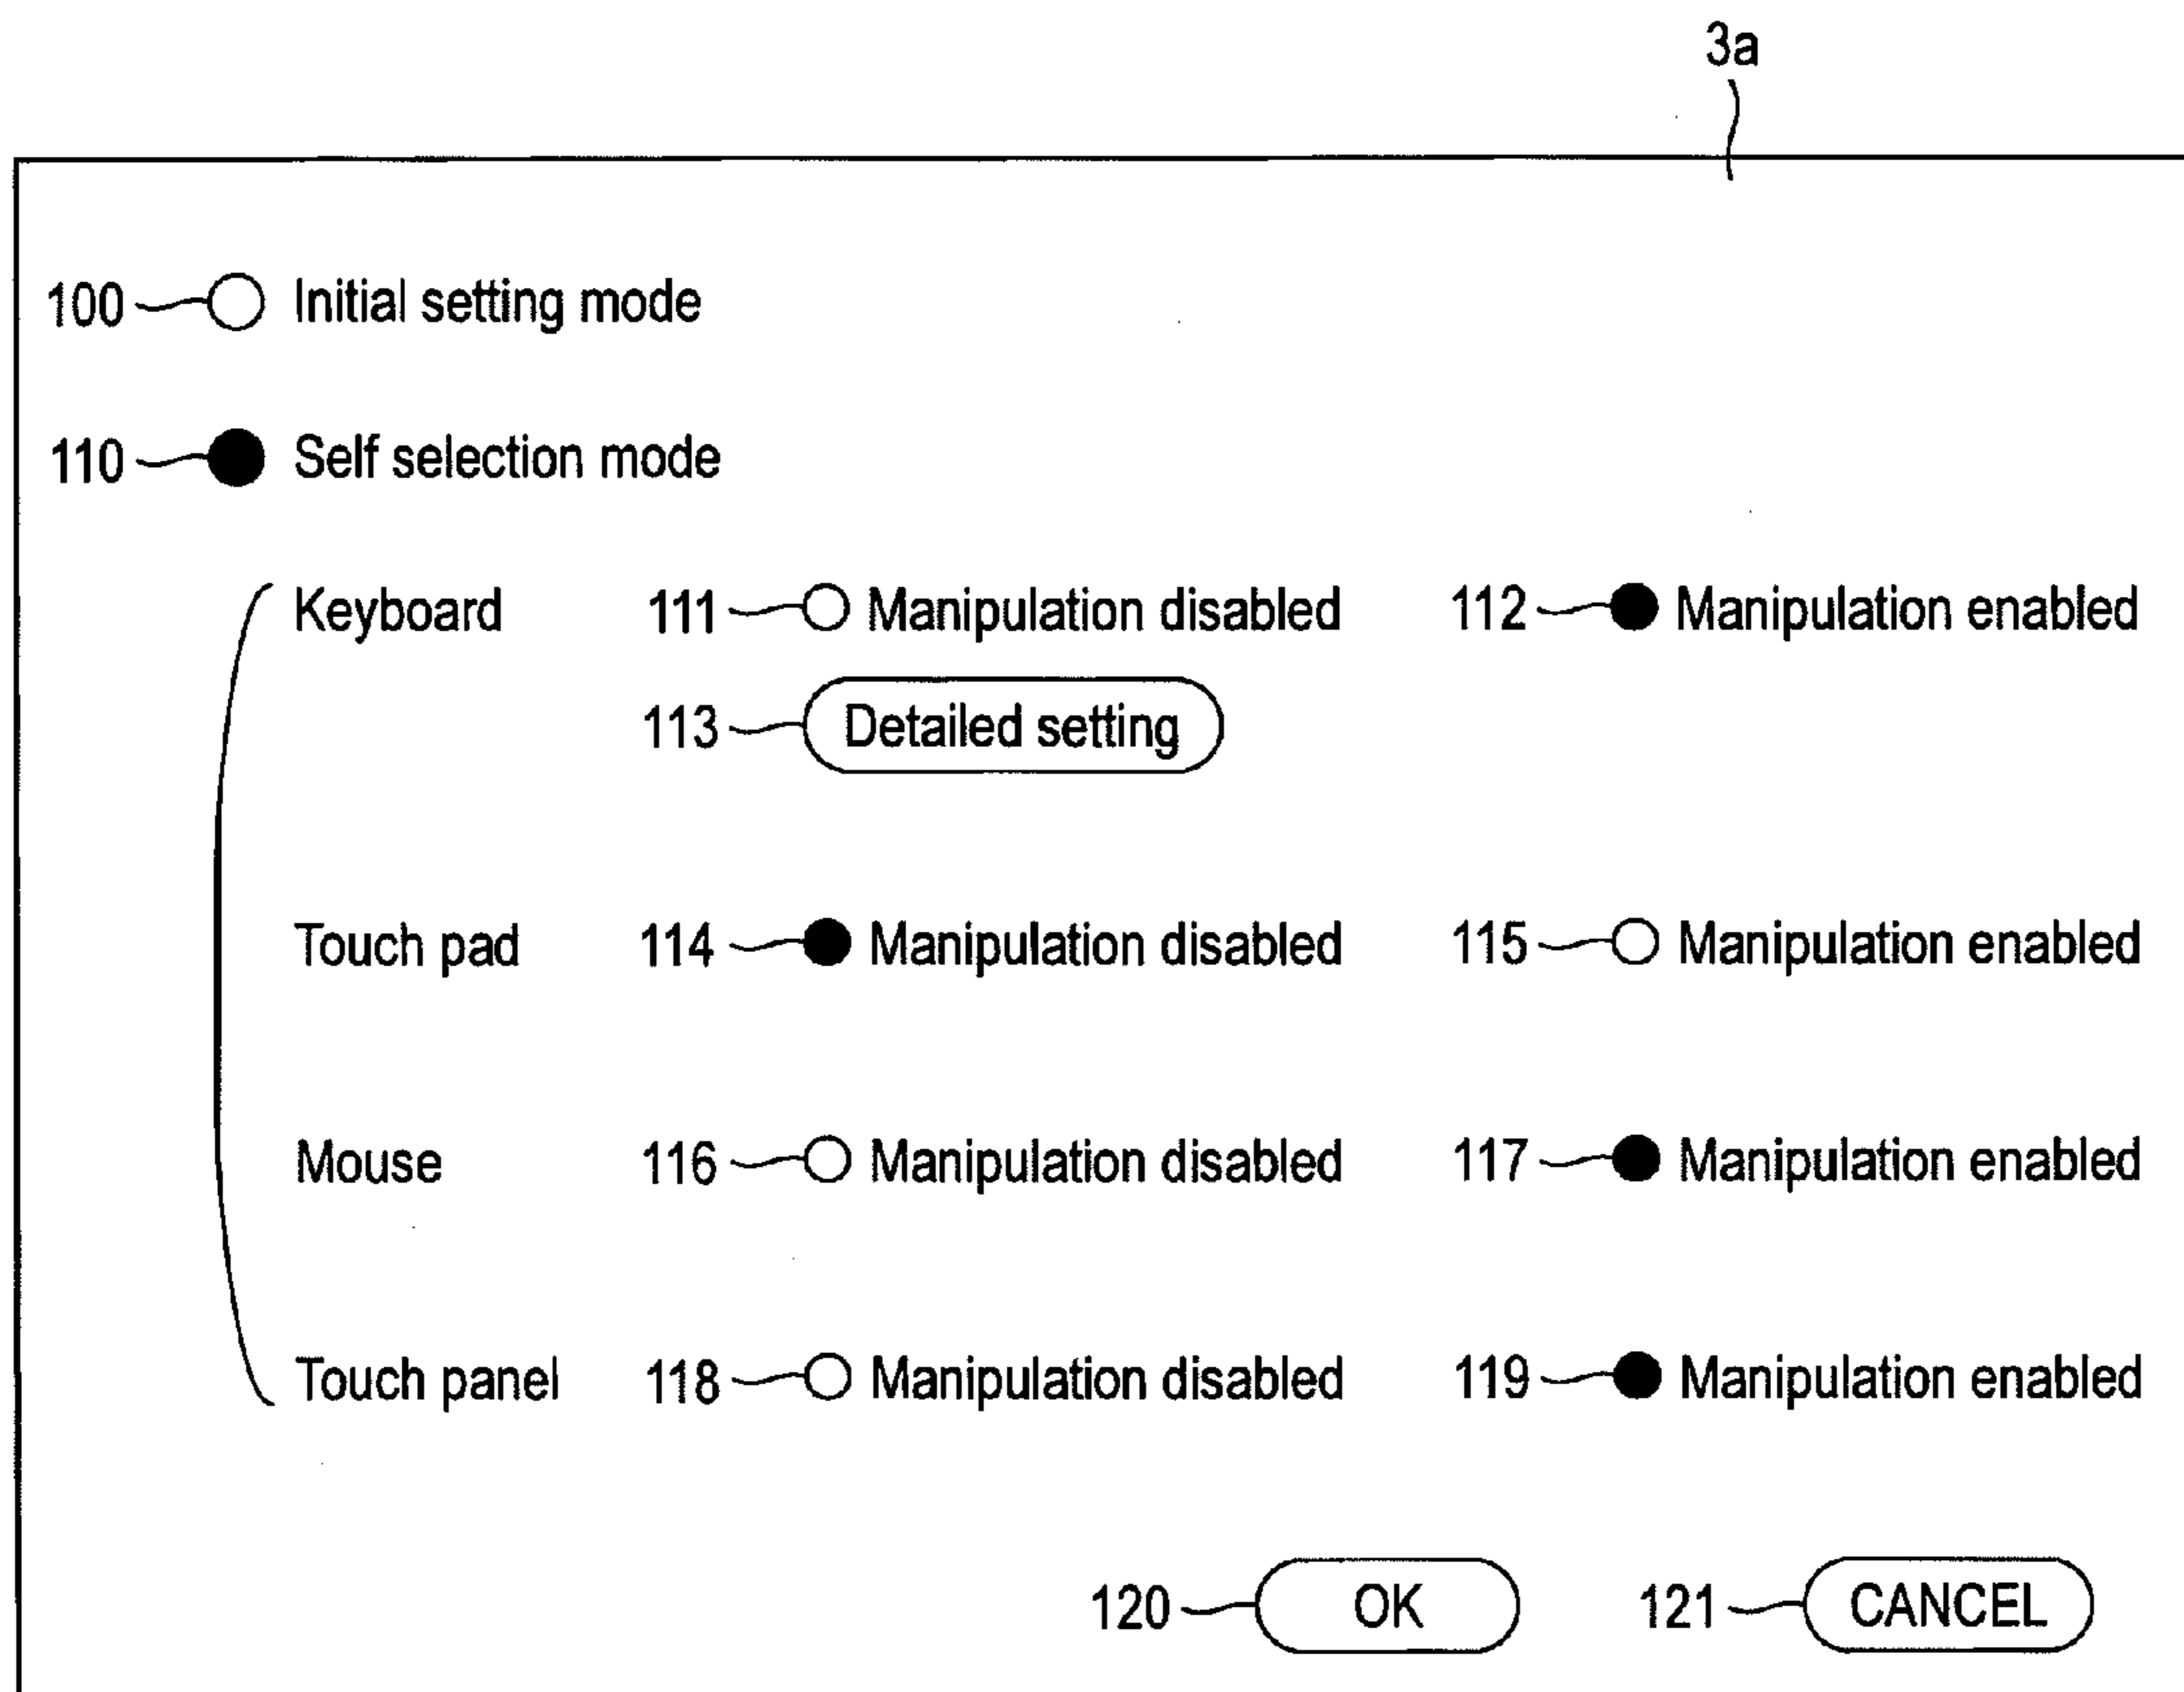 3a
100 Initial setting mode
110 Self selection mode
Keyboard 111 Manipulation disabled 112 Manipulation enabled
113 Detailed setting
Touch pad 114 Manipulation disabled 115 Manipulation enabled
Mouse 116 Manipulation disabled 117 Manipulation enabled
Touch panel 118 Manipulation disabled 119 Manipulation enabled
120 OK 121 CANCEL